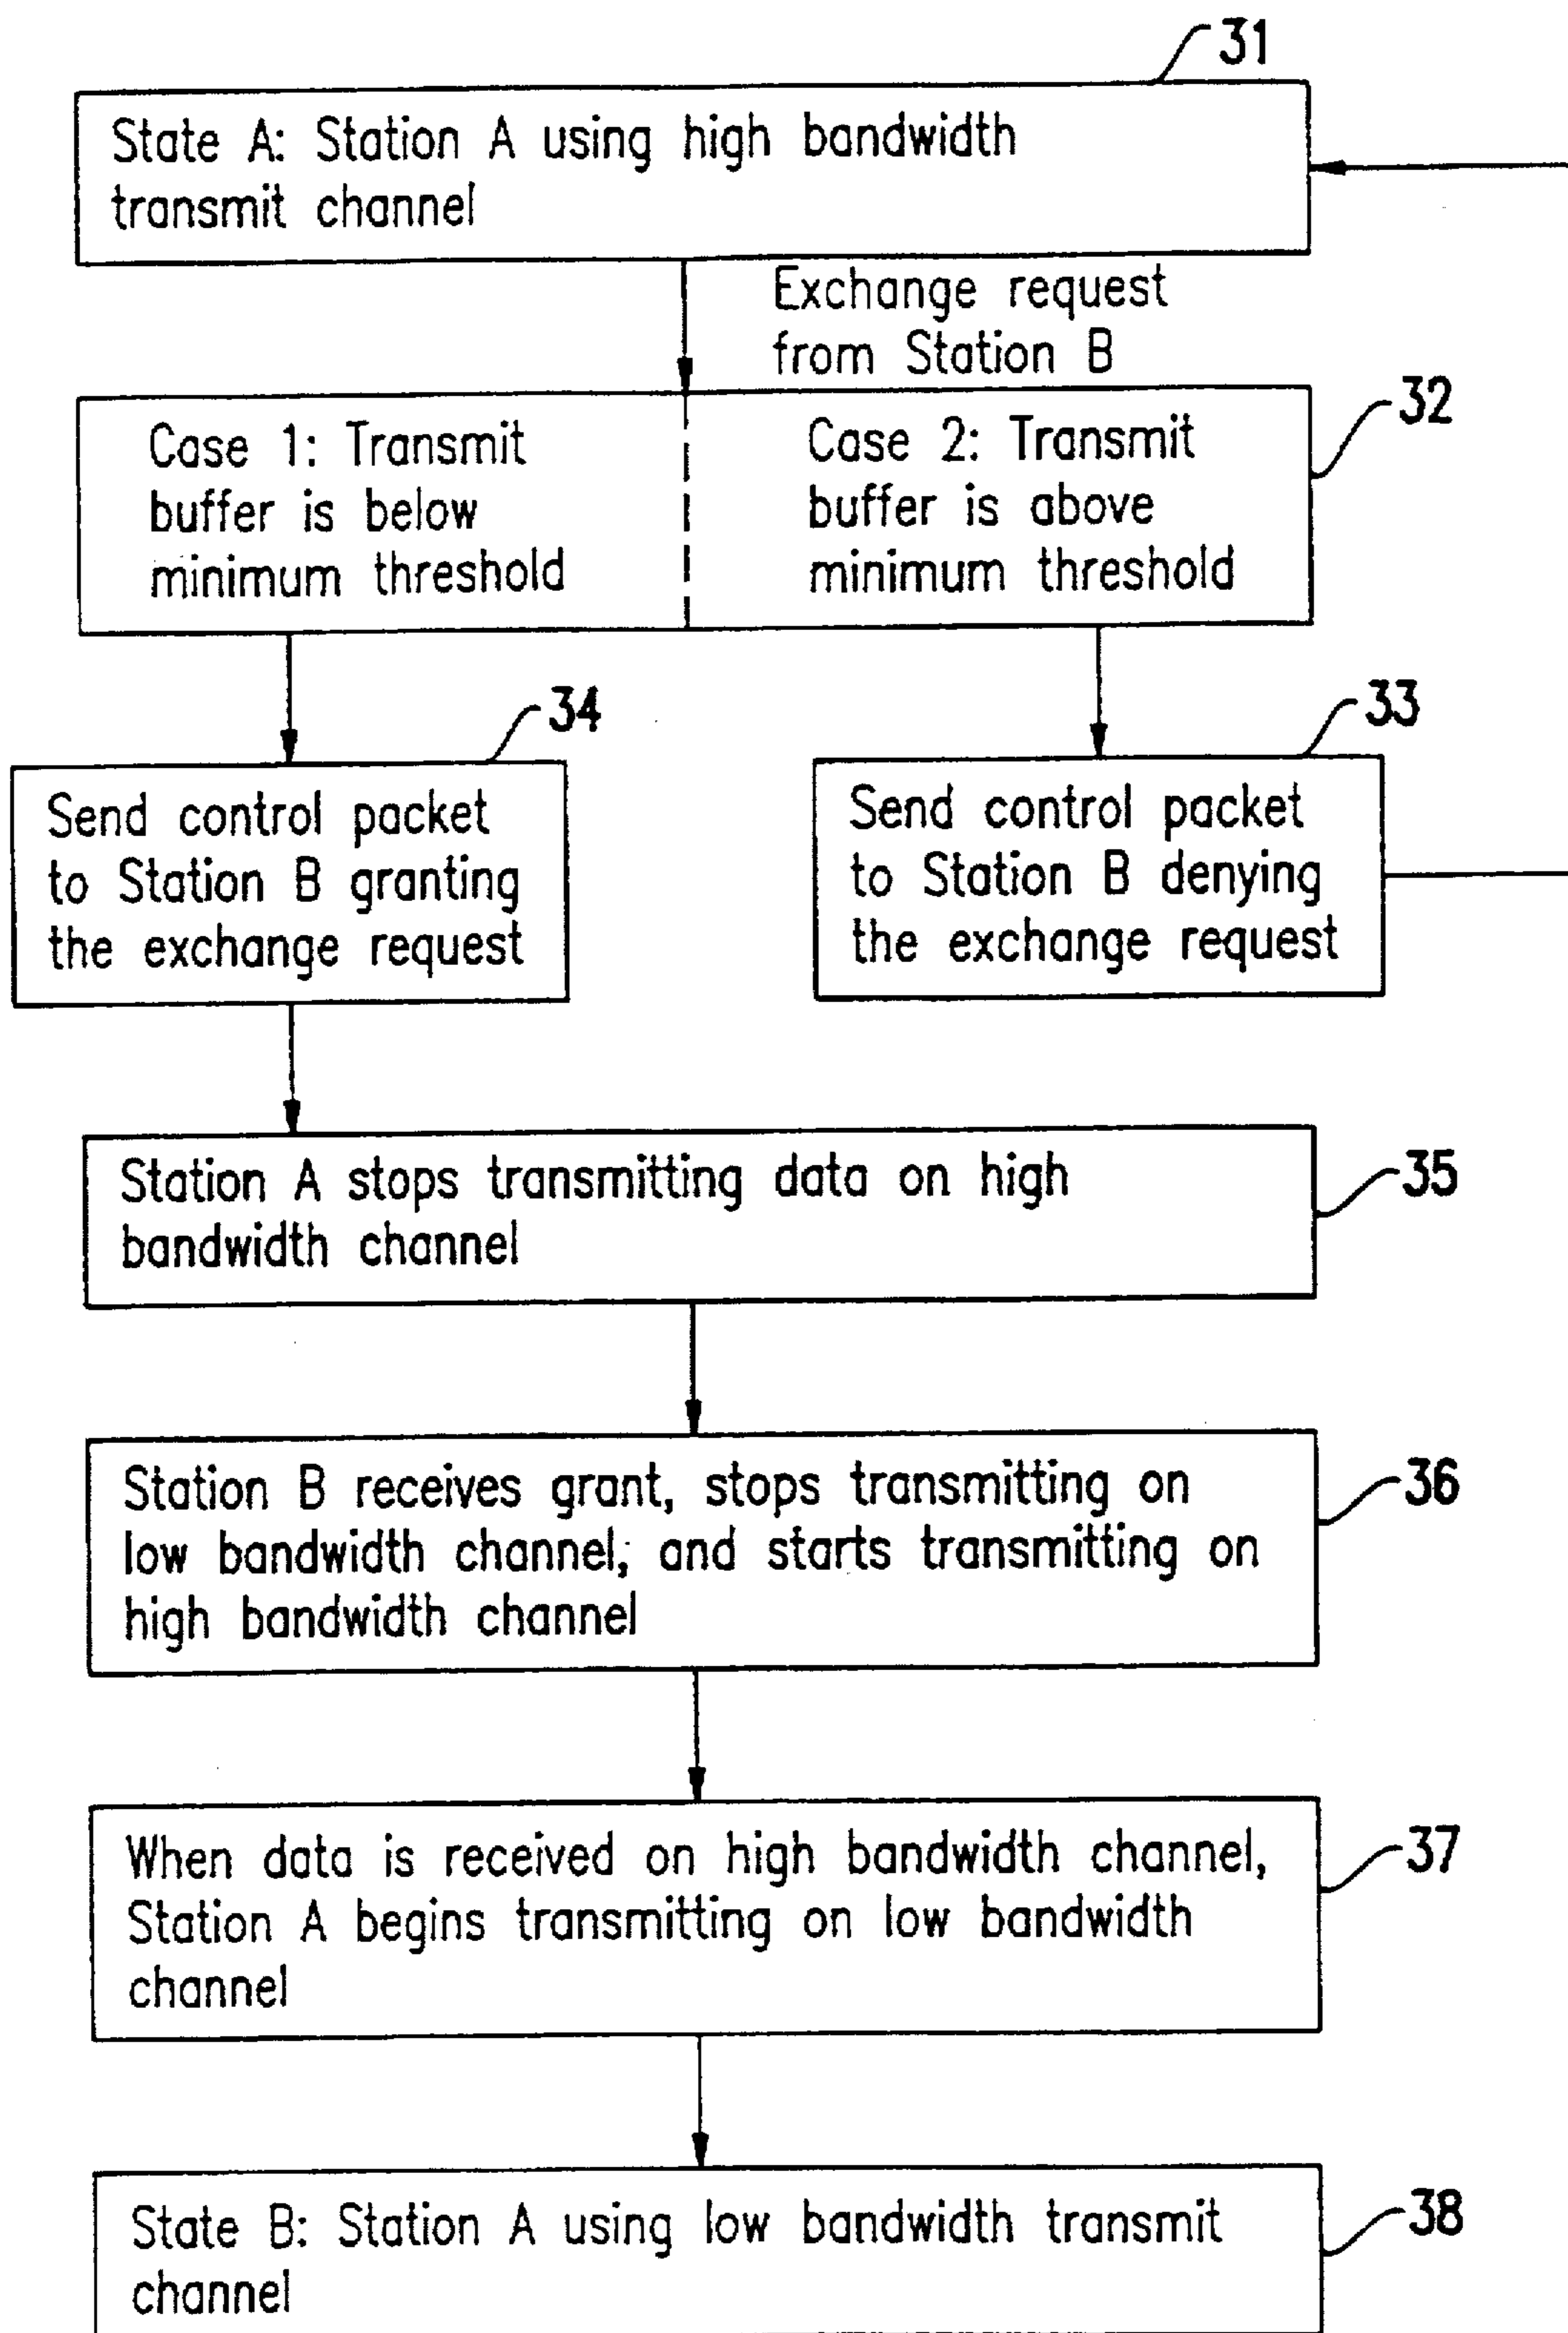 31
State A: Station A using high bandwidth
transmit channel
Exchange request
from Station B
32
Case 1: Transmit
buffer is below
minimum threshold
Case 2: Transmit
buffer is above
minimum threshold
34
Send control packet
to Station B granting
the exchange request
33
Send control packet
to Station B denying
the exchange request
35
Station A stops transmitting data on high
bandwidth channel
36
Station B receives grant, stops transmitting on
low bandwidth channel, and starts transmitting on
high bandwidth channel
37
When data is received on high bandwidth channel,
Station A begins transmitting on low bandwidth
channel
38
State B: Station A using low bandwidth transmit
channel